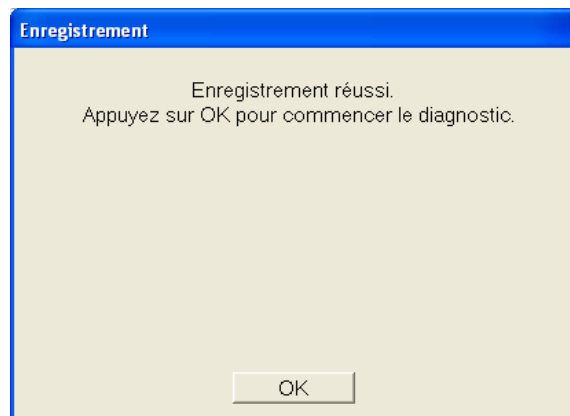 Enregistrement
Enregistrement réussi.
Appuyez sur OK pour commencer le diagnostic.
OK